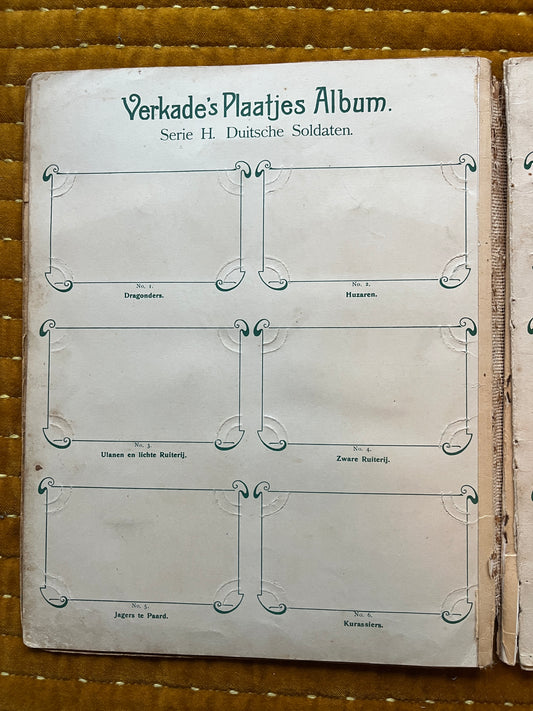 Verkade's Plaatjes Album.
Serie H. Duitsche Soldaten.
No. 1.
Dragonders.
No. 2.
Huzaren.
No. 3.
Ulanen en lichte Ruiterij.
No. 4.
Zware Ruiterij.
No. 5.
Jagers te Paard.
No. 6.
Kurassiers.